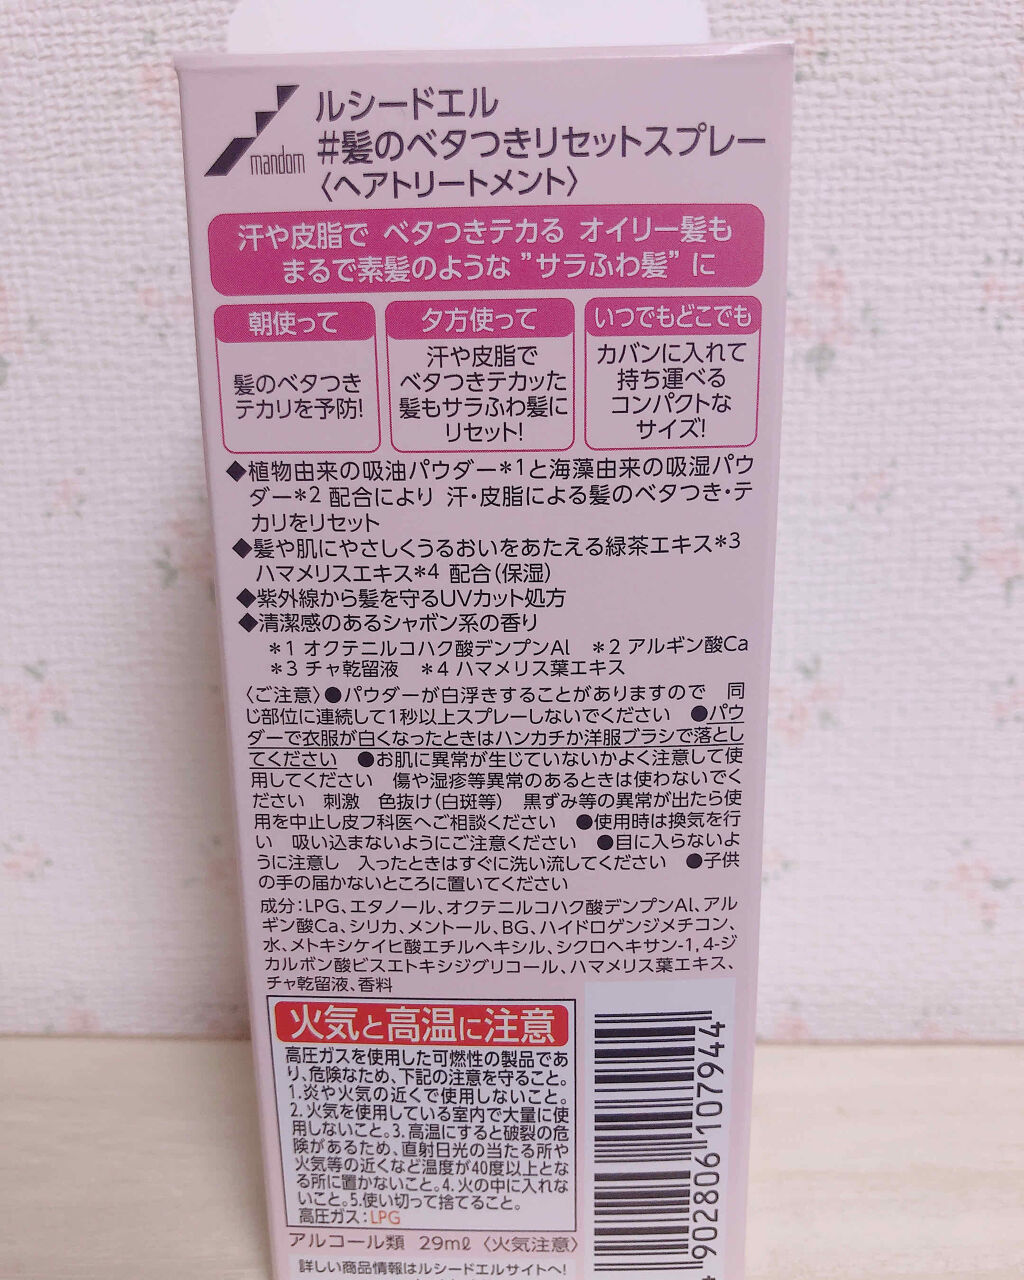 mandom
ルシードエル
#髪のベタつきリセットスプレー
〈ヘアトリートメント〉
汗や皮脂で ベタつきテカる オイリー髪も
まるで素髪のような ”サラふわ髪” に
朝使って
髪のベタつき
テカリを予防!
夕方使って
汗や皮脂で
ベタつきテカッた
髪もサラふわ髪に
リセット!
いつでもどこでも
カバンに入れて
持ち運べる
コンパクトな
サイズ!
◆植物由来の吸油パウダー*1と海藻由来の吸湿パウ
ダー*2 配合により 汗・皮脂による髪のベタつき・テ
カリをリセット
◆髪や肌にやさしくうるおいをあたえる緑茶エキス*3
ハマメリスエキス*4 配合(保湿)
◆紫外線から髪を守るUVカット処方
◆清潔感のあるシャボン系の香り
*1 オクテニルコハク酸デンプンAl *2 アルギン酸Ca
*3 チャ乾留液 *4 ハマメリス葉エキス
〈ご注意〉●パウダーが白浮きすることがありますので 同
じ部位に連続して1秒以上スプレーしないでください ●パウ
ダーで衣服が白くなったときはハンカチか洋服ブラシで落とし
てください ●お肌に異常が生じていないかよく注意して使
用してください 傷や湿疹等異常のあるときは使わないでく
ださい 刺激 色抜け(白斑等) 黒ずみ等の異常が出たら使
用を中止し皮フ科医へご相談ください ●使用時は換気を行
い 吸い込まないようにご注意ください ●目に入らないよ
うに注意し 入ったときはすぐに洗い流してください ●子供
の手の届かないところに置いてください
成分:LPG、エタノール、オクテニルコハク酸デンプンAl、アル
ギン酸Ca、シリカ、メントール、BG、ハイドロゲンジメチコン、
水、メトキシケイヒ酸エチルヘキシル、シクロヘキサン-1,4-ジ
カルボン酸ビスエトキシジグリコール、ハマメリス葉エキス、
チャ乾留液、香料
火気と高温に注意
高圧ガスを使用した可燃性の製品であ
り、危険なため、下記の注意を守ること。
1.炎や火気の近くで使用しないこと。
2.火気を使用している室内で大量に使
用しないこと。3.高温にすると破裂の危
険があるため、直射日光の当たる所や
火気等の近くなど温度が40度以上とな
る所に置かないこと。4.火の中に入れな
いこと。5.使い切って捨てること。
高圧ガス:LPG
アルコール類 29mℓ 〈火気注意〉
詳しい商品情報はルシードエルサイトへ!
4902806107944